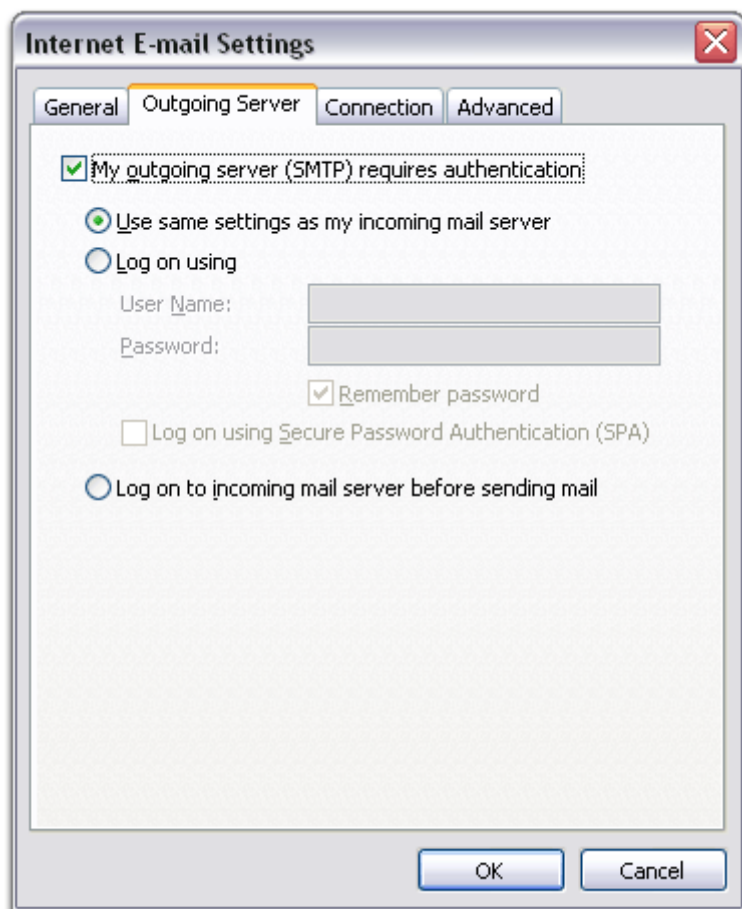 Internet E-mail Settings
General Outgoing Server Connection Advanced
My outgoing server (SMTP) requires authentication
Use same settings as my incoming mail server
Log on using
User Name:
Password:
Remember password
Log on using Secure Password Authentication (SPA)
Log on to incoming mail server before sending mail
OK Cancel